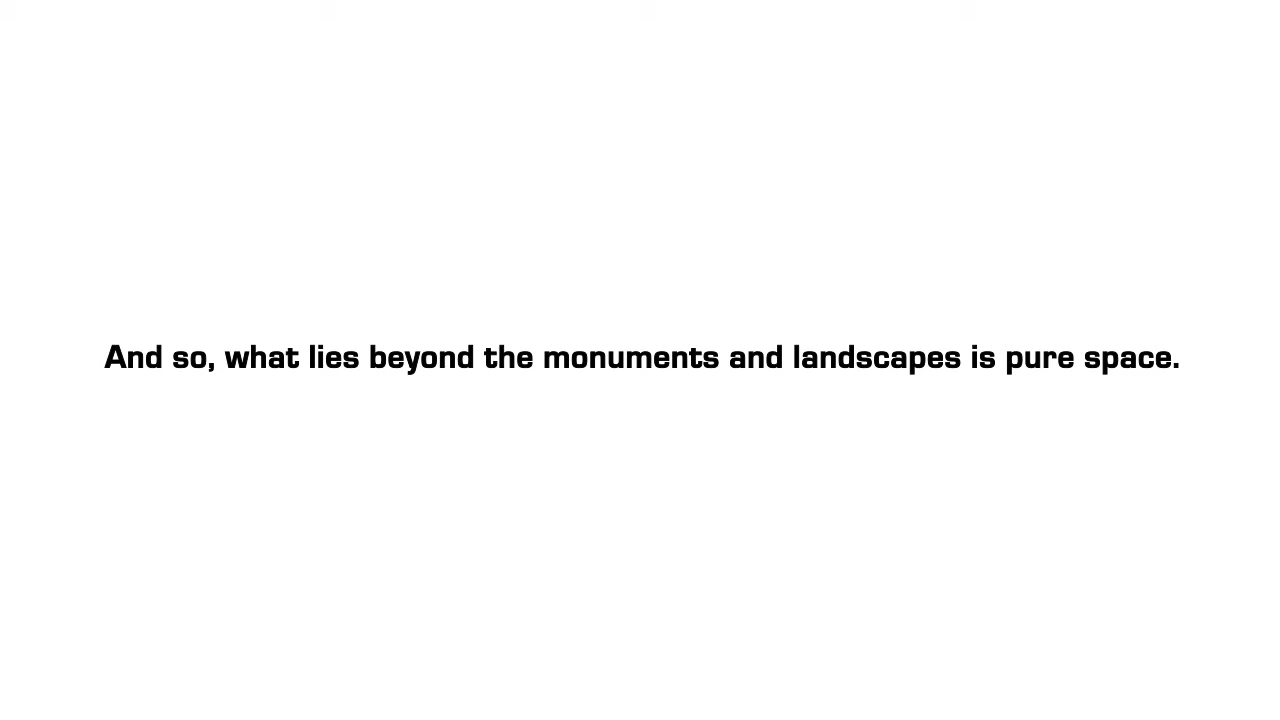 And so, what lies beyond the monuments and landscapes is pure space.